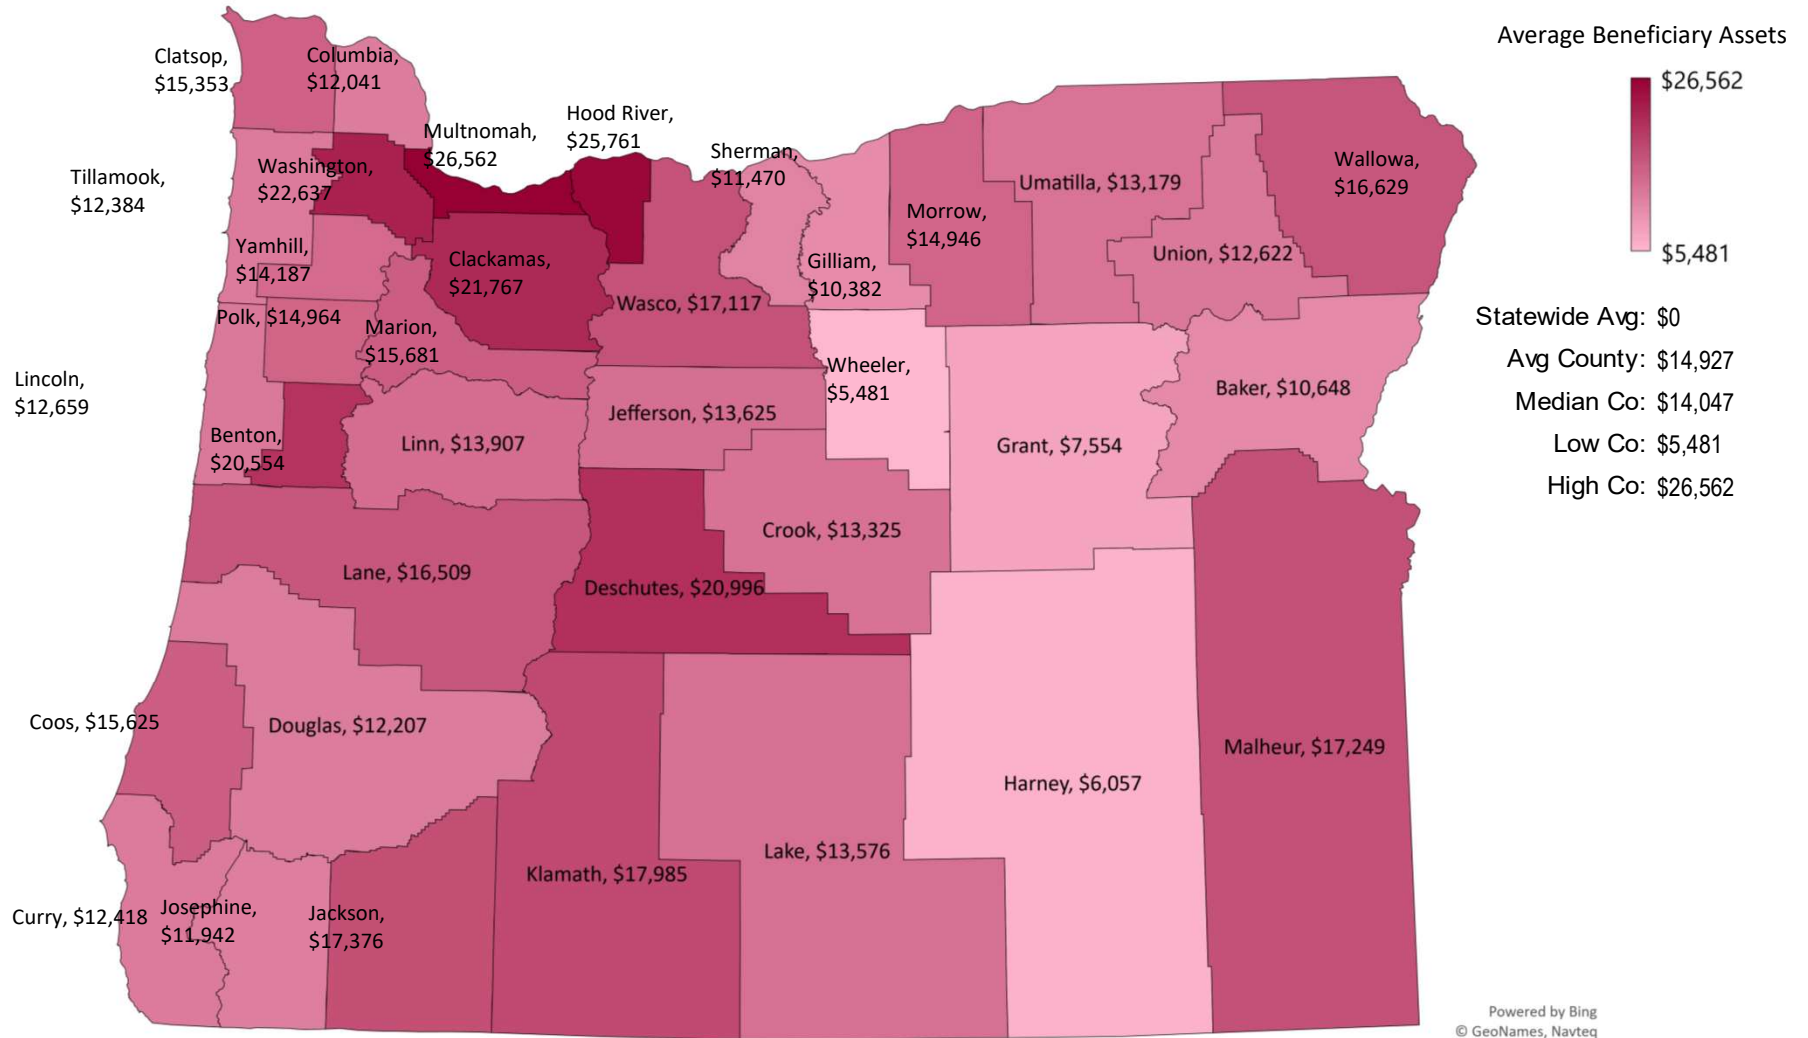 Average Beneficiary Assets
$26,562
$5,481
Statewide Avg: $0
Avg County: $14,927
Median Co: $14,047
Low Co: $5,481
High Co: $26,562
Clatsop,
$15,353
Columbia,
$12,041
Multnomah,
$26,562
Hood River,
$25,761
Sherman,
$11,470
Wallowa,
$16,629
Tillamook,
$12,384
Washington,
$22,637
Umatilla, $13,179
Morrow,
$14,946
Yamhill,
$14,187
Clackamas,
$21,767
Gilliam,
$10,382
Union, $12,622
Wasco, $17,117
Polk, $14,964
Marion,
$15,681
Wheeler,
$5,481
Lincoln,
$12,659
Jefferson, $13,625
Baker, $10,648
Benton,
$20,554
Linn, $13,907
Grant, $7,554
Crook, $13,325
Lane, $16,509
Deschutes, $20,996
Coos, $15,625
Douglas, $12,207
Malheur, $17,249
Harney, $6,057
Lake, $13,576
Klamath, $17,985
Curry, $12,418
Josephine,
$11,942
Jackson,
$17,376
Powered by Bing
© GeoNames, Navteq